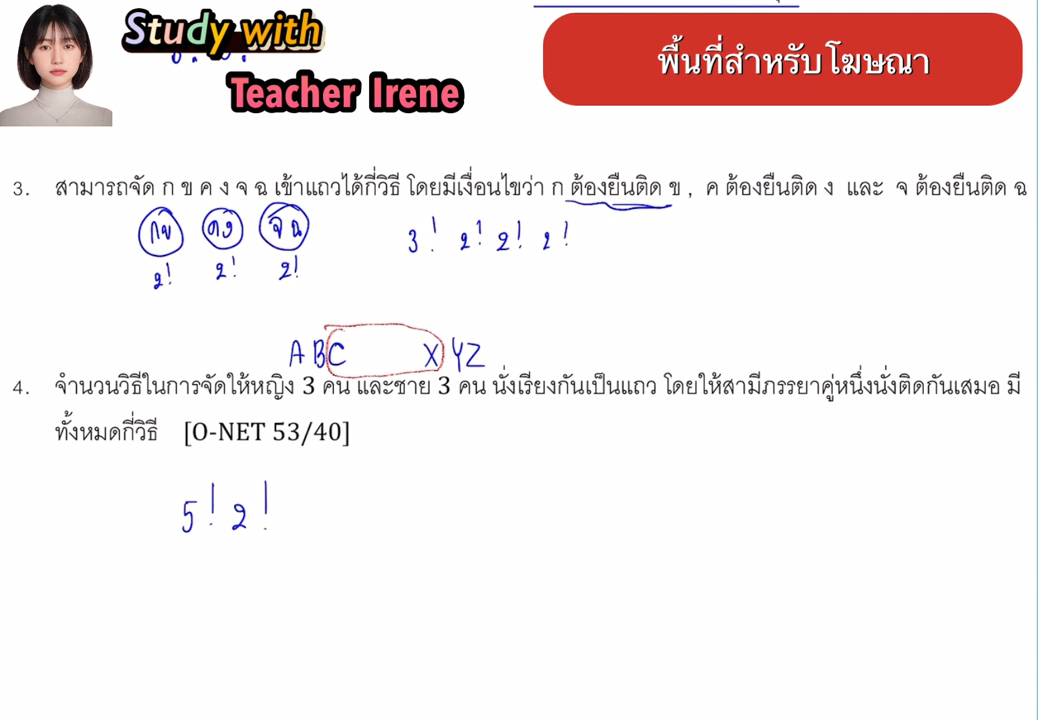 Study with
Teacher Irene
พื้นที่สำหรับโฆษณา
3. สามารถจัด ก ข ค ง จ ฉ เข้าแถวได้กี่วิธี โดยมีเงื่อนไขว่า ก ต้องยืนติด ข , ค ต้องยืนติด ง และ จ ต้องยืนติด ฉ
กข คง จฉ 3! 2! 2! 2!
2! 2! 2!
A B C X Y Z
4. จำนวนวิธีในการจัดให้หญิง 3 คน และชาย 3 คน นั่งเรียงกันเป็นแถว โดยให้สามีภรรยาคู่หนึ่งนั่งติดกันเสมอ มี
ทั้งหมดกี่วิธี [O-NET 53/40]
5! 2!